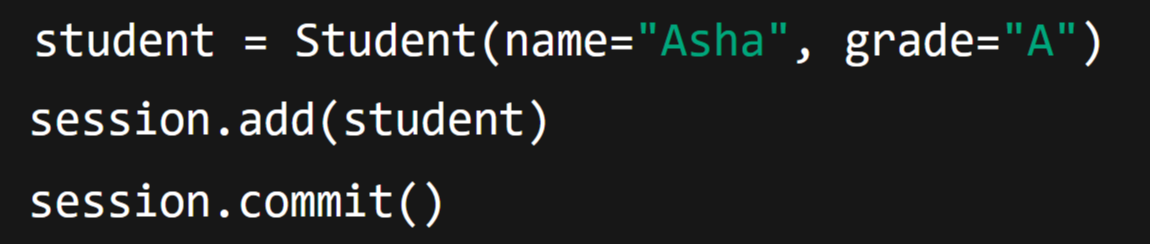 student = Student(name="Asha", grade="A")
session.add(student)
session.commit()